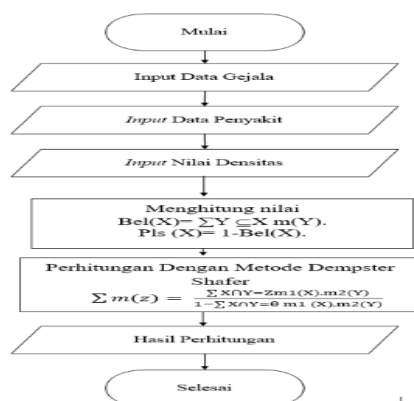 Mulai
Input Data Gejala
Input Data Penyakit
Input Nilai Densitas
Menghitung nilai
Bel(X)= ∑Y ⊆X m(Y).
Pls (X)= 1-Bel(X).
Perhitungan Dengan Metode Dempster
Shafer
∑ m(z) = ∑ X∩Y=Zm1(X).m2(Y) / 1−∑ X∩Y=θ m1 (X).m2(Y)
Hasil Perhitungan
Selesai